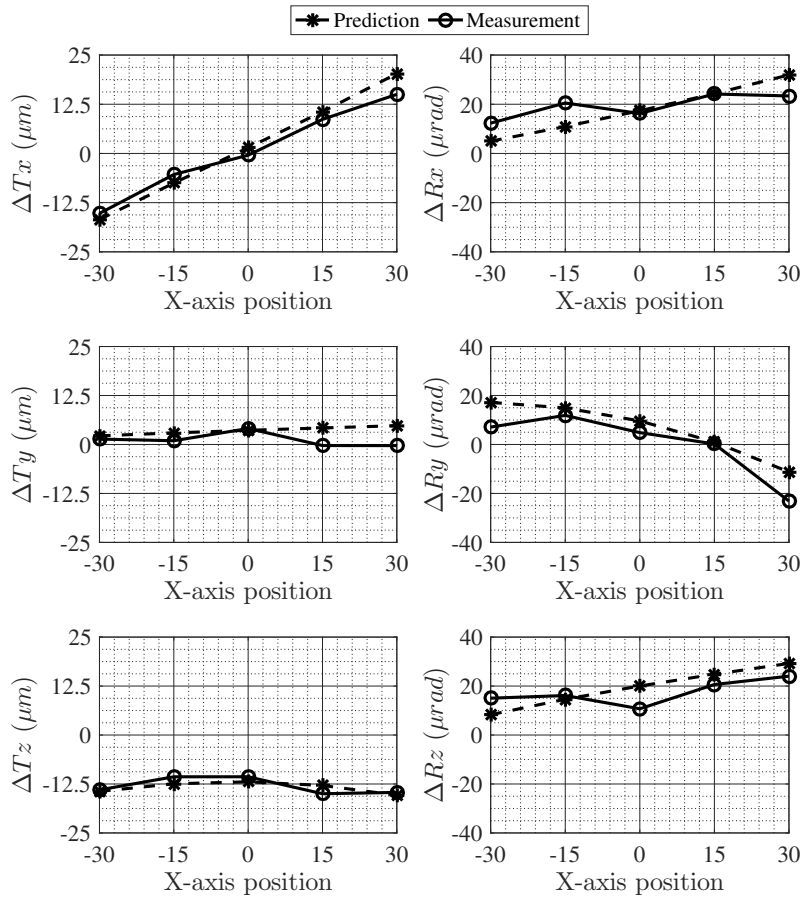 Prediction Measurement
25
12.5
0
-12.5
-25
ΔTx (μm)
-30 -15 0 15 30
X-axis position
40
20
0
-20
-40
ΔRx (μrad)
-30 -15 0 15 30
X-axis position
25
12.5
0
-12.5
-25
ΔTy (μm)
-30 -15 0 15 30
X-axis position
40
20
0
-20
-40
ΔRy (μrad)
-30 -15 0 15 30
X-axis position
25
12.5
0
-12.5
-25
ΔTz (μm)
-30 -15 0 15 30
X-axis position
40
20
0
-20
-40
ΔRz (μrad)
-30 -15 0 15 30
X-axis position